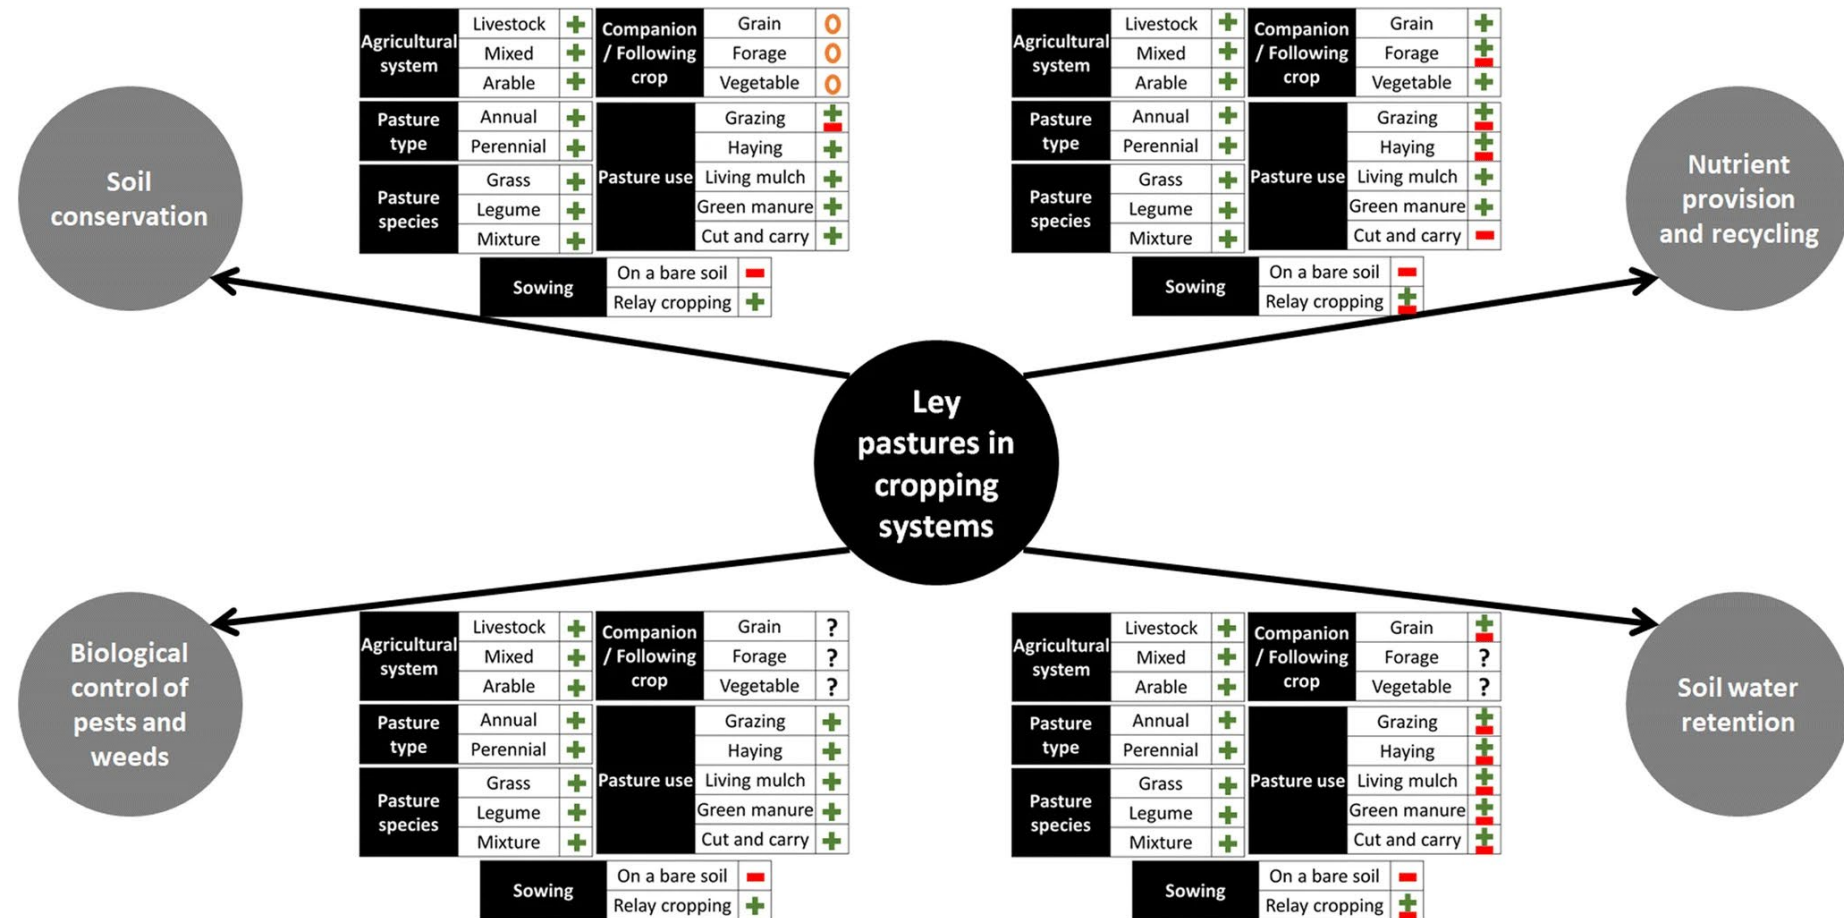 Soil
conservation
Agricultural
system
Livestock +
Mixed +
Arable +
Companion
/ Following
crop
Grain O
Forage O
Vegetable O
Pasture
type
Annual +
Perennial +
Pasture
species
Grass +
Legume +
Mixture +
Pasture use
Grazing + -
Haying +
Living mulch +
Green manure +
Cut and carry +
Sowing
On a bare soil -
Relay cropping +
Agricultural
system
Livestock +
Mixed +
Arable +
Companion
/ Following
crop
Grain +
Forage + -
Vegetable +
Pasture
type
Annual +
Perennial +
Pasture
species
Grass +
Legume +
Mixture +
Pasture use
Grazing + -
Haying + -
Living mulch +
Green manure +
Cut and carry -
Sowing
On a bare soil -
Relay cropping + -
Nutrient
provision
and recycling
Ley
pastures in
cropping
systems
Biological
control of
pests and
weeds
Agricultural
system
Livestock +
Mixed +
Arable +
Companion
/ Following
crop
Grain ?
Forage ?
Vegetable ?
Pasture
type
Annual +
Perennial +
Pasture
species
Grass +
Legume +
Mixture +
Pasture use
Grazing +
Haying +
Living mulch +
Green manure +
Cut and carry +
Sowing
On a bare soil -
Relay cropping +
Agricultural
system
Livestock +
Mixed +
Arable +
Companion
/ Following
crop
Grain + -
Forage ?
Vegetable ?
Pasture
type
Annual +
Perennial +
Pasture
species
Grass +
Legume +
Mixture +
Pasture use
Grazing + -
Haying + -
Living mulch + -
Green manure + -
Cut and carry + -
Sowing
On a bare soil -
Relay cropping + -
Soil water
retention